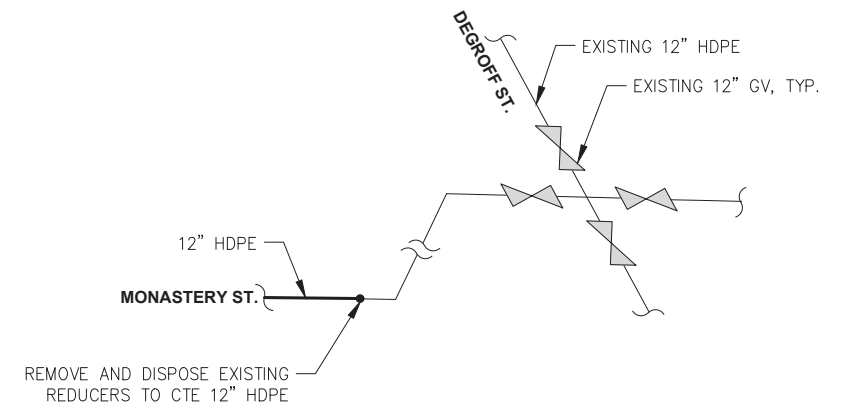 DEGROFF ST.
EXISTING 12” HDPE
EXISTING 12” GV, TYP.
12” HDPE
MONASTERY ST.
REMOVE AND DISPOSE EXISTING
REDUCERS TO CTE 12” HDPE